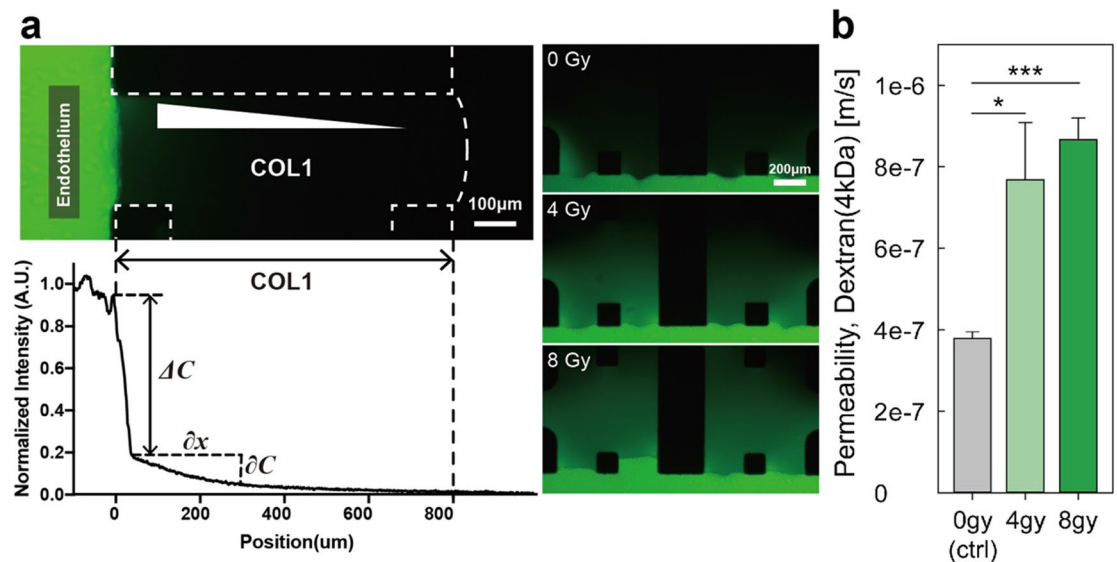 a
Endothelium
COL1
100μm
COL1
Normalized Intensity (A.U.)
1.0
0.8
0.6
0.4
0.2
0.0
ΔC
∂x
∂C
0
200
400
600
800
Position(um)
0 Gy
200μm
4 Gy
8 Gy
b
Permeability, Dextran(4kDa) [m/s]
1e-6
8e-7
6e-7
4e-7
2e-7
0
***
*
0gy
(ctrl)
4gy
8gy